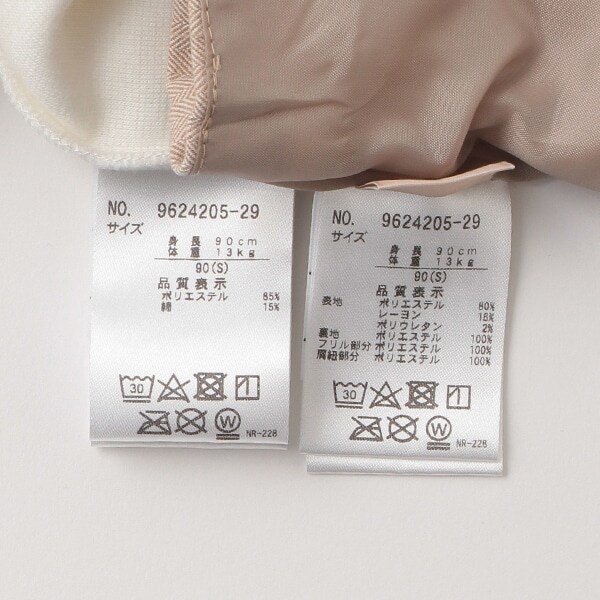 NO. 9624205-29
サイズ
身長 90cm
体重 13kg
90(S)
品質表示
ポリエステル 85%
綿 15%
30
W
NR-228
NO. 9624205-29
サイズ
身長 90cm
体重 13kg
90(S)
品質表示
表地 ポリエステル 80%
レーヨン 18%
ポリウレタン 2%
裏地 ポリエステル 100%
フリル部分 ポリエステル 100%
肩紐部分 ポリエステル 100%
30
W
NR-228